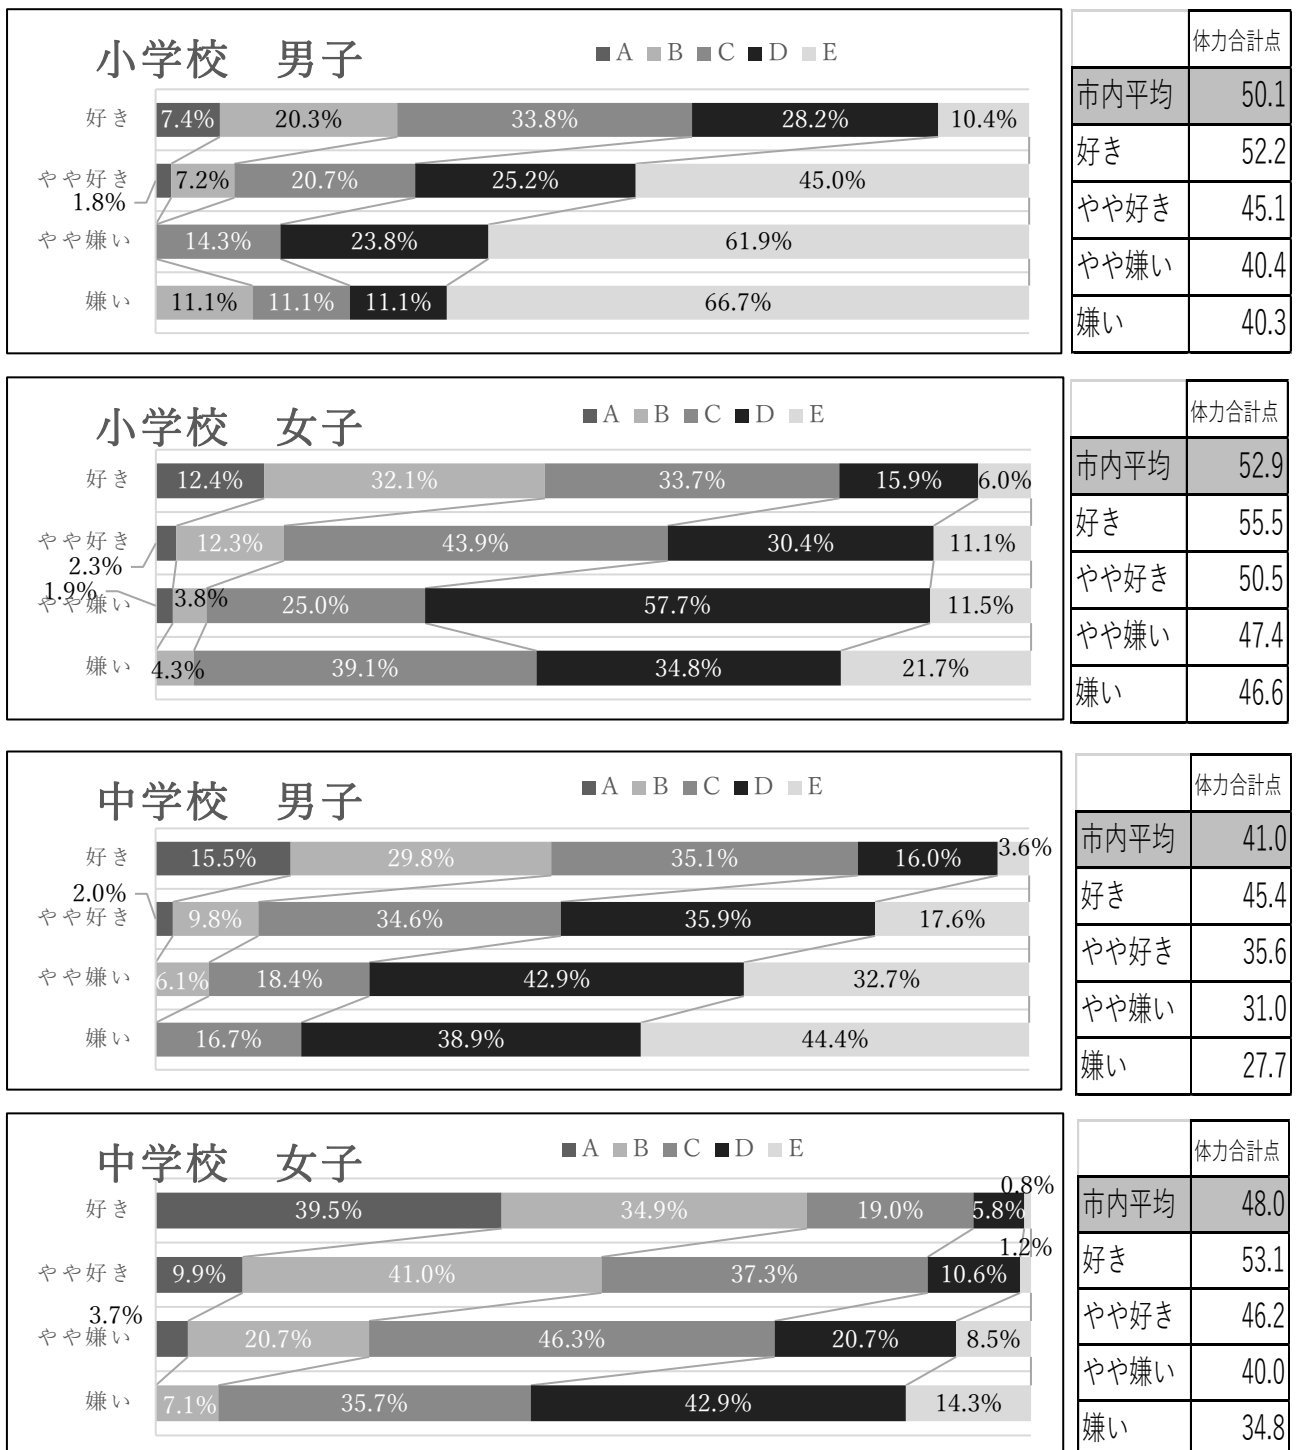 小学校　男子
■A ■B ■C ■D ■E
好き 7.4% 20.3% 33.8% 28.2% 10.4%
やや好き 1.8% 7.2% 20.7% 25.2% 45.0%
やや嫌い 14.3% 23.8% 61.9%
嫌い 11.1% 11.1% 11.1% 66.7%
体力合計点
市内平均 50.1
好き 52.2
やや好き 45.1
やや嫌い 40.4
嫌い 40.3
小学校　女子
■A ■B ■C ■D ■E
好き 12.4% 32.1% 33.7% 15.9% 6.0%
やや好き 2.3% 12.3% 43.9% 30.4% 11.1%
やや嫌い 1.9% 3.8% 25.0% 57.7% 11.5%
嫌い 4.3% 39.1% 34.8% 21.7%
体力合計点
市内平均 52.9
好き 55.5
やや好き 50.5
やや嫌い 47.4
嫌い 46.6
中学校　男子
■A ■B ■C ■D ■E
好き 15.5% 29.8% 35.1% 16.0% 3.6%
やや好き 2.0% 9.8% 34.6% 35.9% 17.6%
やや嫌い 6.1% 18.4% 42.9% 32.7%
嫌い 16.7% 38.9% 44.4%
体力合計点
市内平均 41.0
好き 45.4
やや好き 35.6
やや嫌い 31.0
嫌い 27.7
中学校　女子
■A ■B ■C ■D ■E
好き 39.5% 34.9% 19.0% 5.8% 0.8%
やや好き 9.9% 41.0% 37.3% 10.6% 1.2%
やや嫌い 3.7% 20.7% 46.3% 20.7% 8.5%
嫌い 7.1% 35.7% 42.9% 14.3%
体力合計点
市内平均 48.0
好き 53.1
やや好き 46.2
やや嫌い 40.0
嫌い 34.8